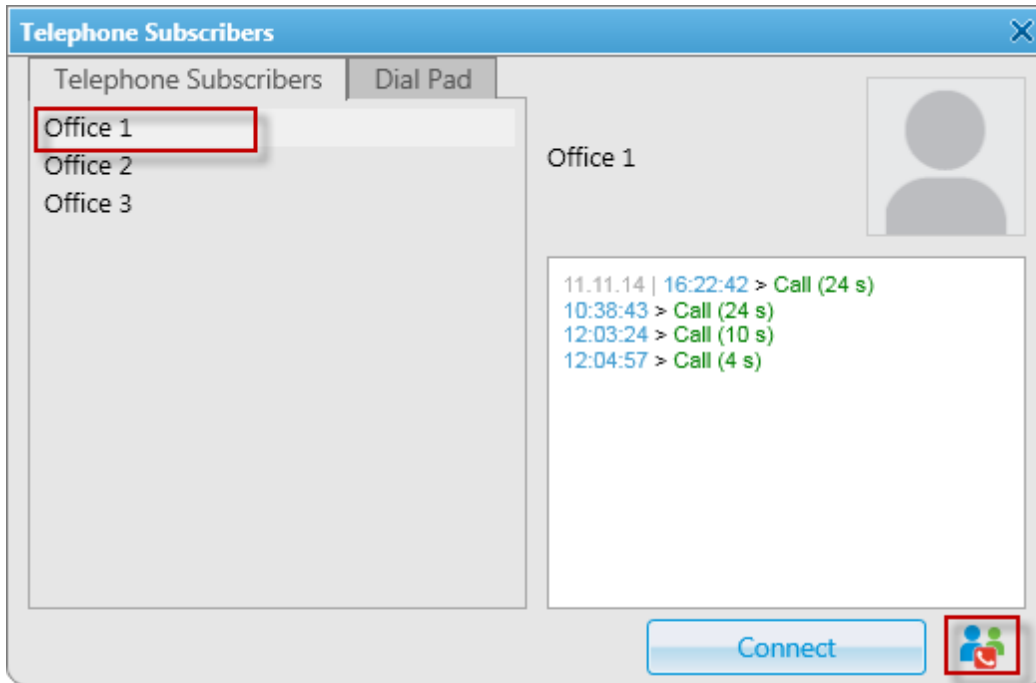 Telephone Subscribers
Telephone Subscribers
Dial Pad
Office 1
Office 2
Office 3
Office 1
11.11.14 | 16:22:42 > Call (24 s)
10:38:43 > Call (24 s)
12:03:24 > Call (10 s)
12:04:57 > Call (4 s)
Connect